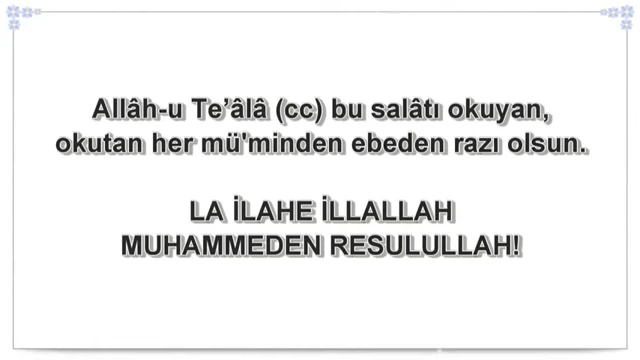 Allâh-u Te’âlâ (cc) bu salâtı okuyan,
okutan her mü'minden ebeden razı olsun.
LA İLAHE İLLALLAH
MUHAMMEDEN RESULULLAH!